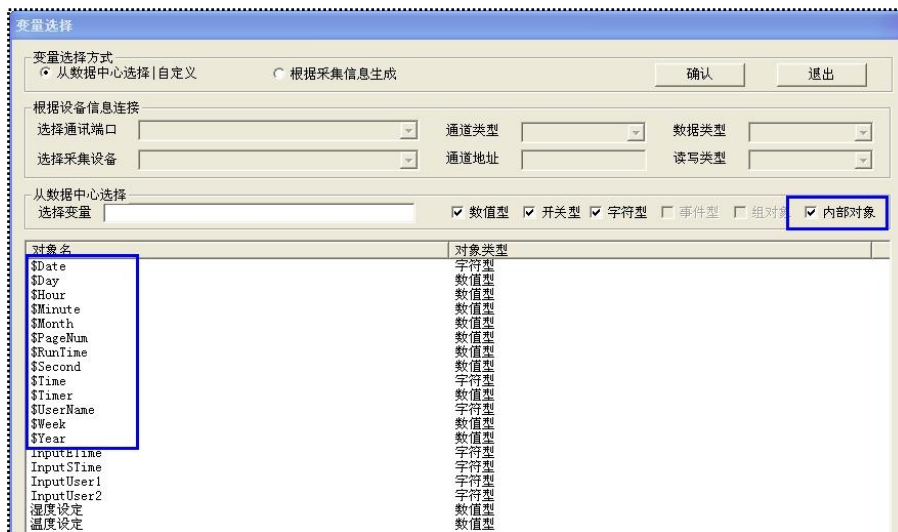 变量选择
变量选择方式
从数据中心选择|自定义 根据采集信息生成 确认 退出
根据设备信息连接
选择通讯端口 通道类型 数据类型
选择采集设备 通道地址 读写类型
从数据中心选择
选择变量 数值型 开关型 字符型 事件型 组对象 内部对象
对象名 对象类型
$Date 字符型
$Day 数值型
$Hour 数值型
$Minute 数值型
$Month 数值型
$PageNum 数值型
$RunTime 数值型
$Second 数值型
$Time 字符型
$Timer 数值型
$UserName 字符型
$Week 数值型
$Year 数值型
InputETime 字符型
InputSTime 字符型
InputUser1 字符型
InputUser2 字符型
湿度设定 数值型
温度设定 数值型